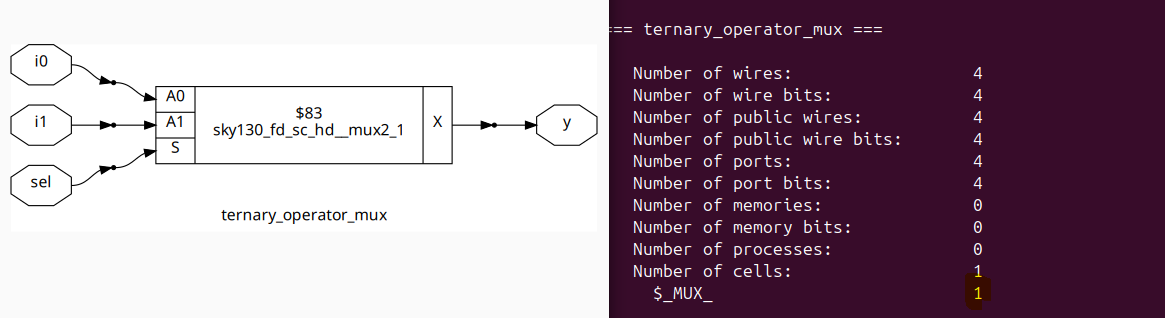 i0
i1
sel
A0
A1
S
$83
sky130_fd_sc_hd__mux2_1
X
y
ternary_operator_mux
=== ternary_operator_mux ===
Number of wires: 4
Number of wire bits: 4
Number of public wires: 4
Number of public wire bits: 4
Number of ports: 4
Number of port bits: 4
Number of memories: 0
Number of memory bits: 0
Number of processes: 0
Number of cells: 1
$_MUX_ 1